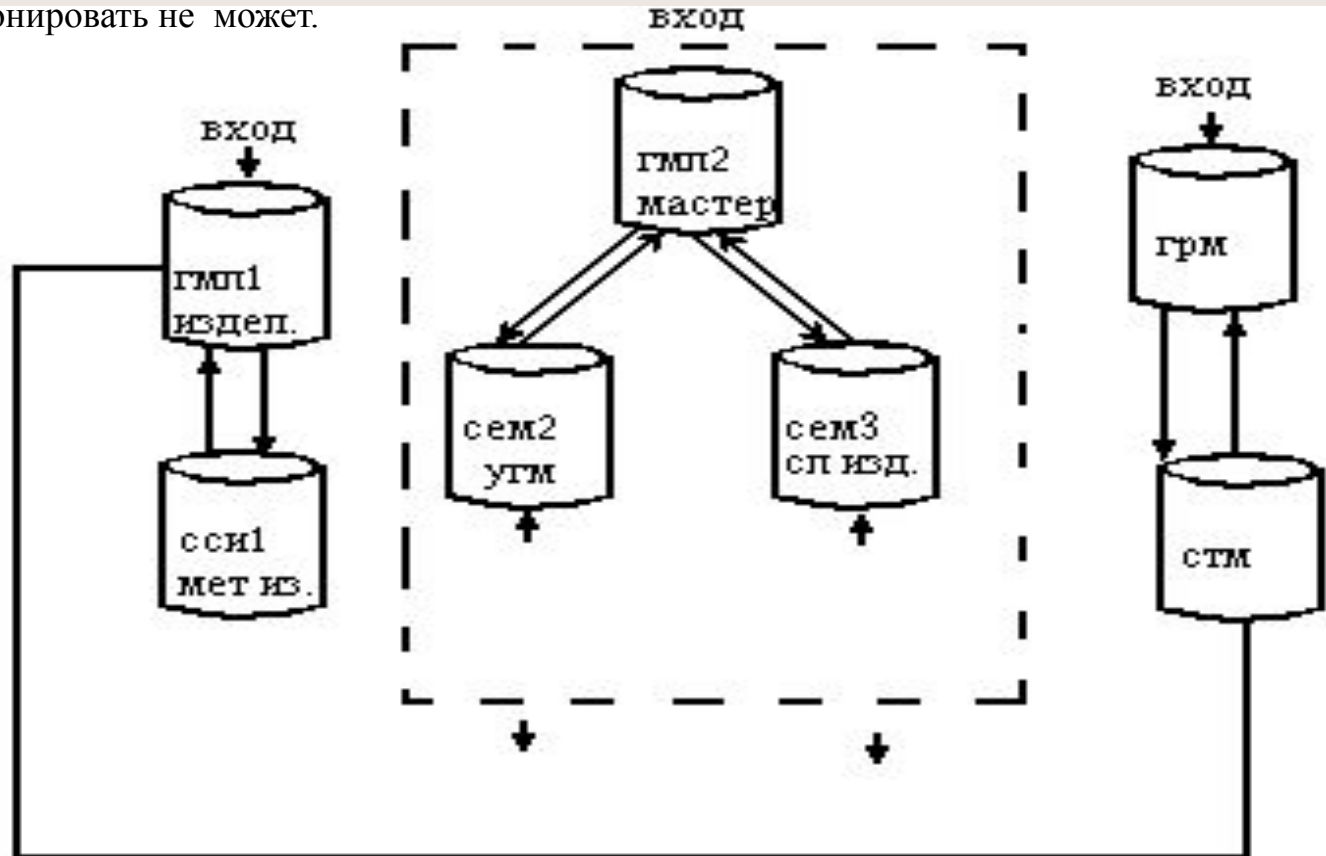 онировать не может.
вход
вход
вход
гмп2
мастер
гмп1
издел.
грм
сем2
угм
сем3
сп изд.
сси1
мет из.
стм